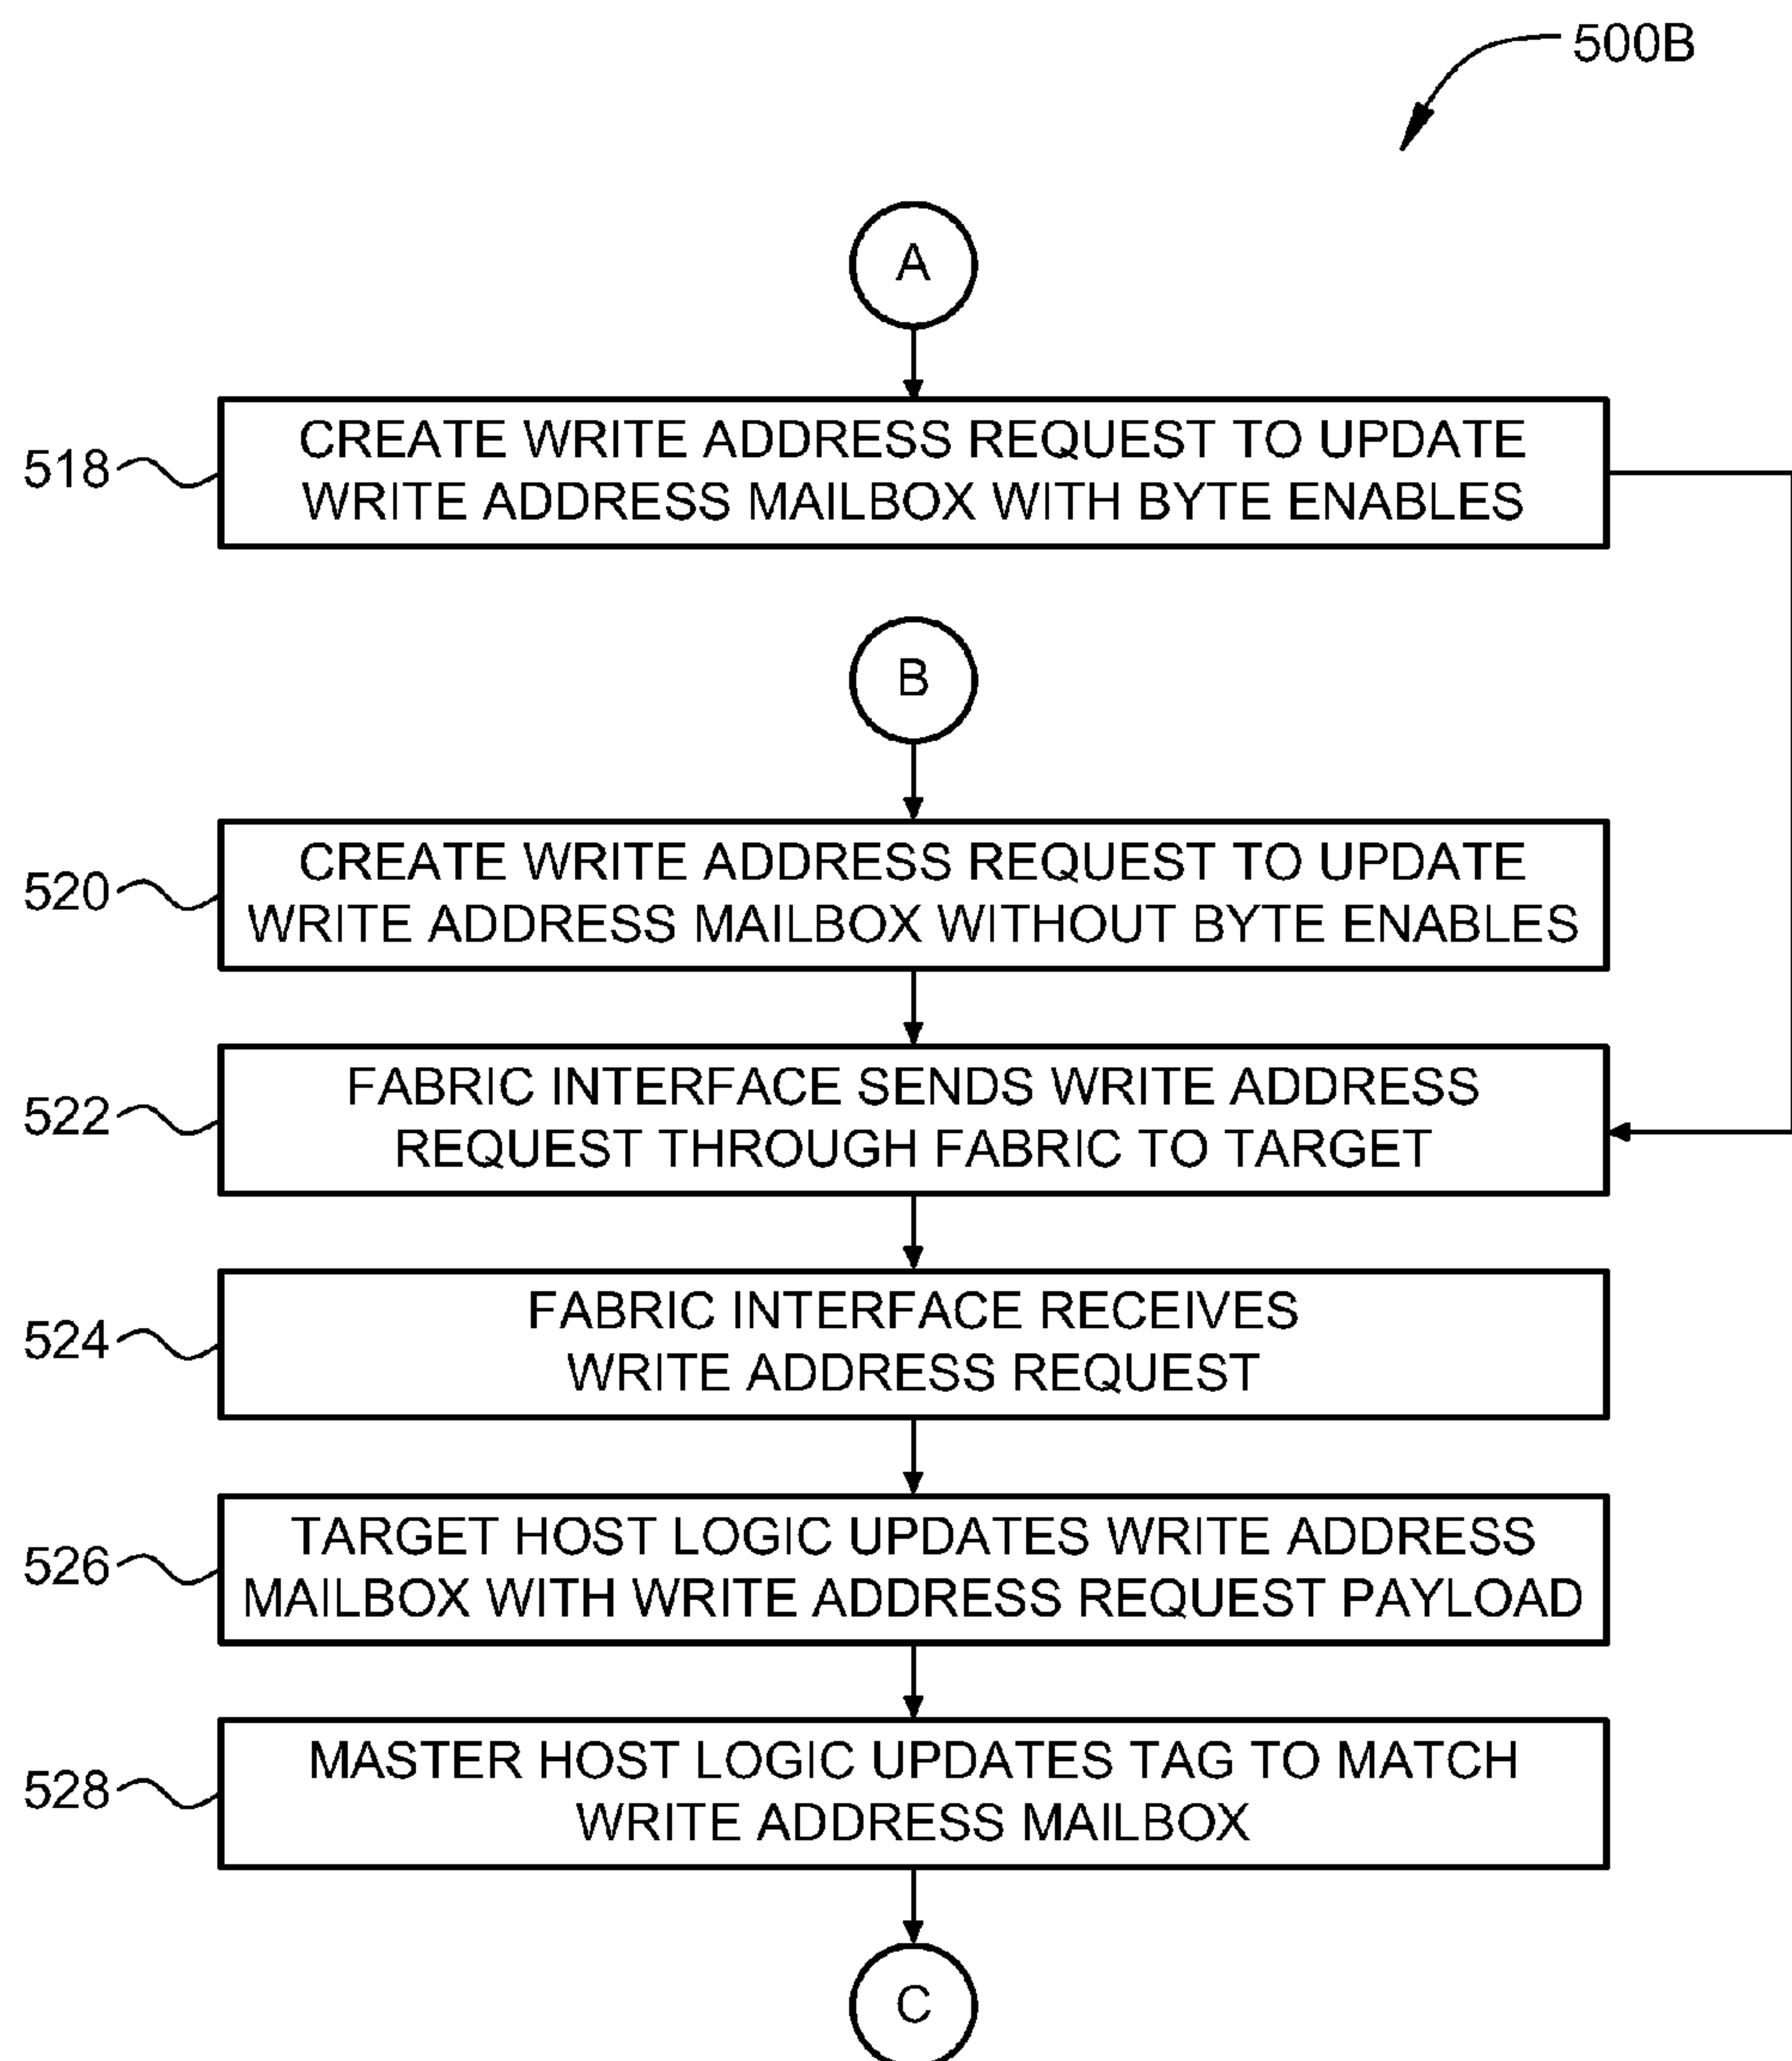 500B
A
518
CREATE WRITE ADDRESS REQUEST TO UPDATE
WRITE ADDRESS MAILBOX WITH BYTE ENABLES
B
520
CREATE WRITE ADDRESS REQUEST TO UPDATE
WRITE ADDRESS MAILBOX WITHOUT BYTE ENABLES
522
FABRIC INTERFACE SENDS WRITE ADDRESS
REQUEST THROUGH FABRIC TO TARGET
524
FABRIC INTERFACE RECEIVES
WRITE ADDRESS REQUEST
526
TARGET HOST LOGIC UPDATES WRITE ADDRESS
MAILBOX WITH WRITE ADDRESS REQUEST PAYLOAD
528
MASTER HOST LOGIC UPDATES TAG TO MATCH
WRITE ADDRESS MAILBOX
C